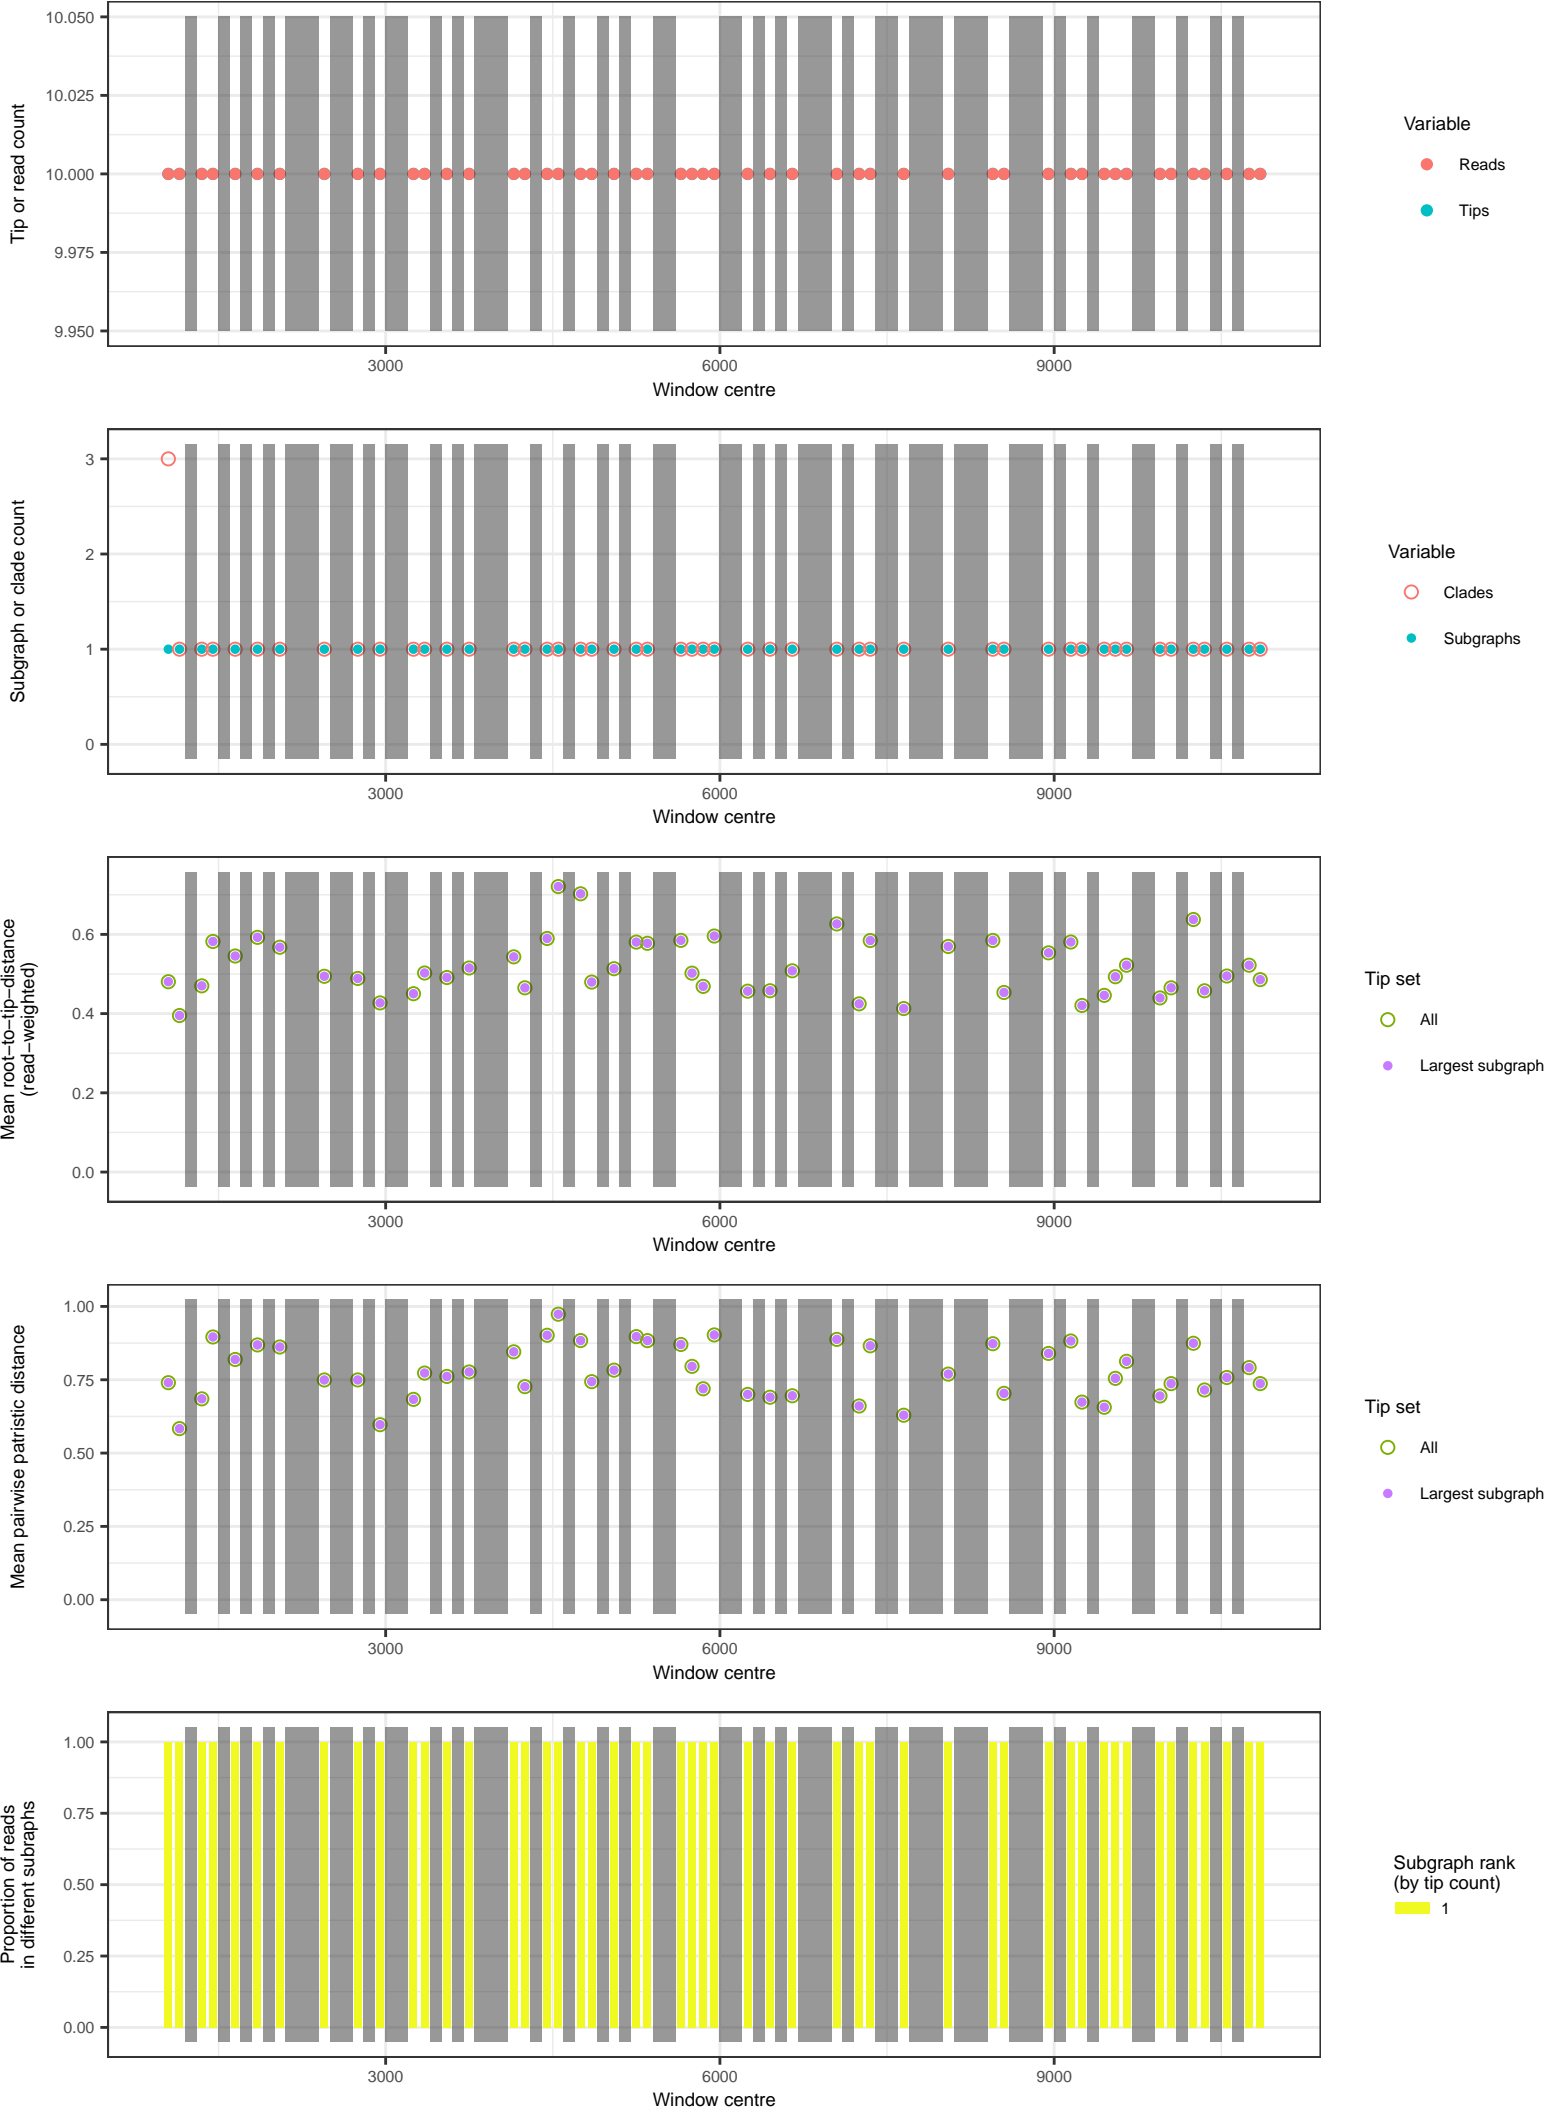 10.050
10.025
10.000
9.975
9.950
Tip or read count
3000
6000
9000
Window centre
Variable
Reads
Tips
3
2
1
0
Subgraph or clade count
3000
6000
9000
Window centre
Variable
Clades
Subgraphs
0.6
0.4
0.2
0.0
Mean root−to−tip−distance
(read−weighted)
3000
6000
9000
Window centre
Tip set
All
Largest subgraph
1.00
0.75
0.50
0.25
0.00
Mean pairwise patristic distance
3000
6000
9000
Window centre
Tip set
All
Largest subgraph
1.00
0.75
0.50
0.25
0.00
Proportion of reads
in different subraphs
3000
6000
9000
Window centre
Subgraph rank
(by tip count)
1